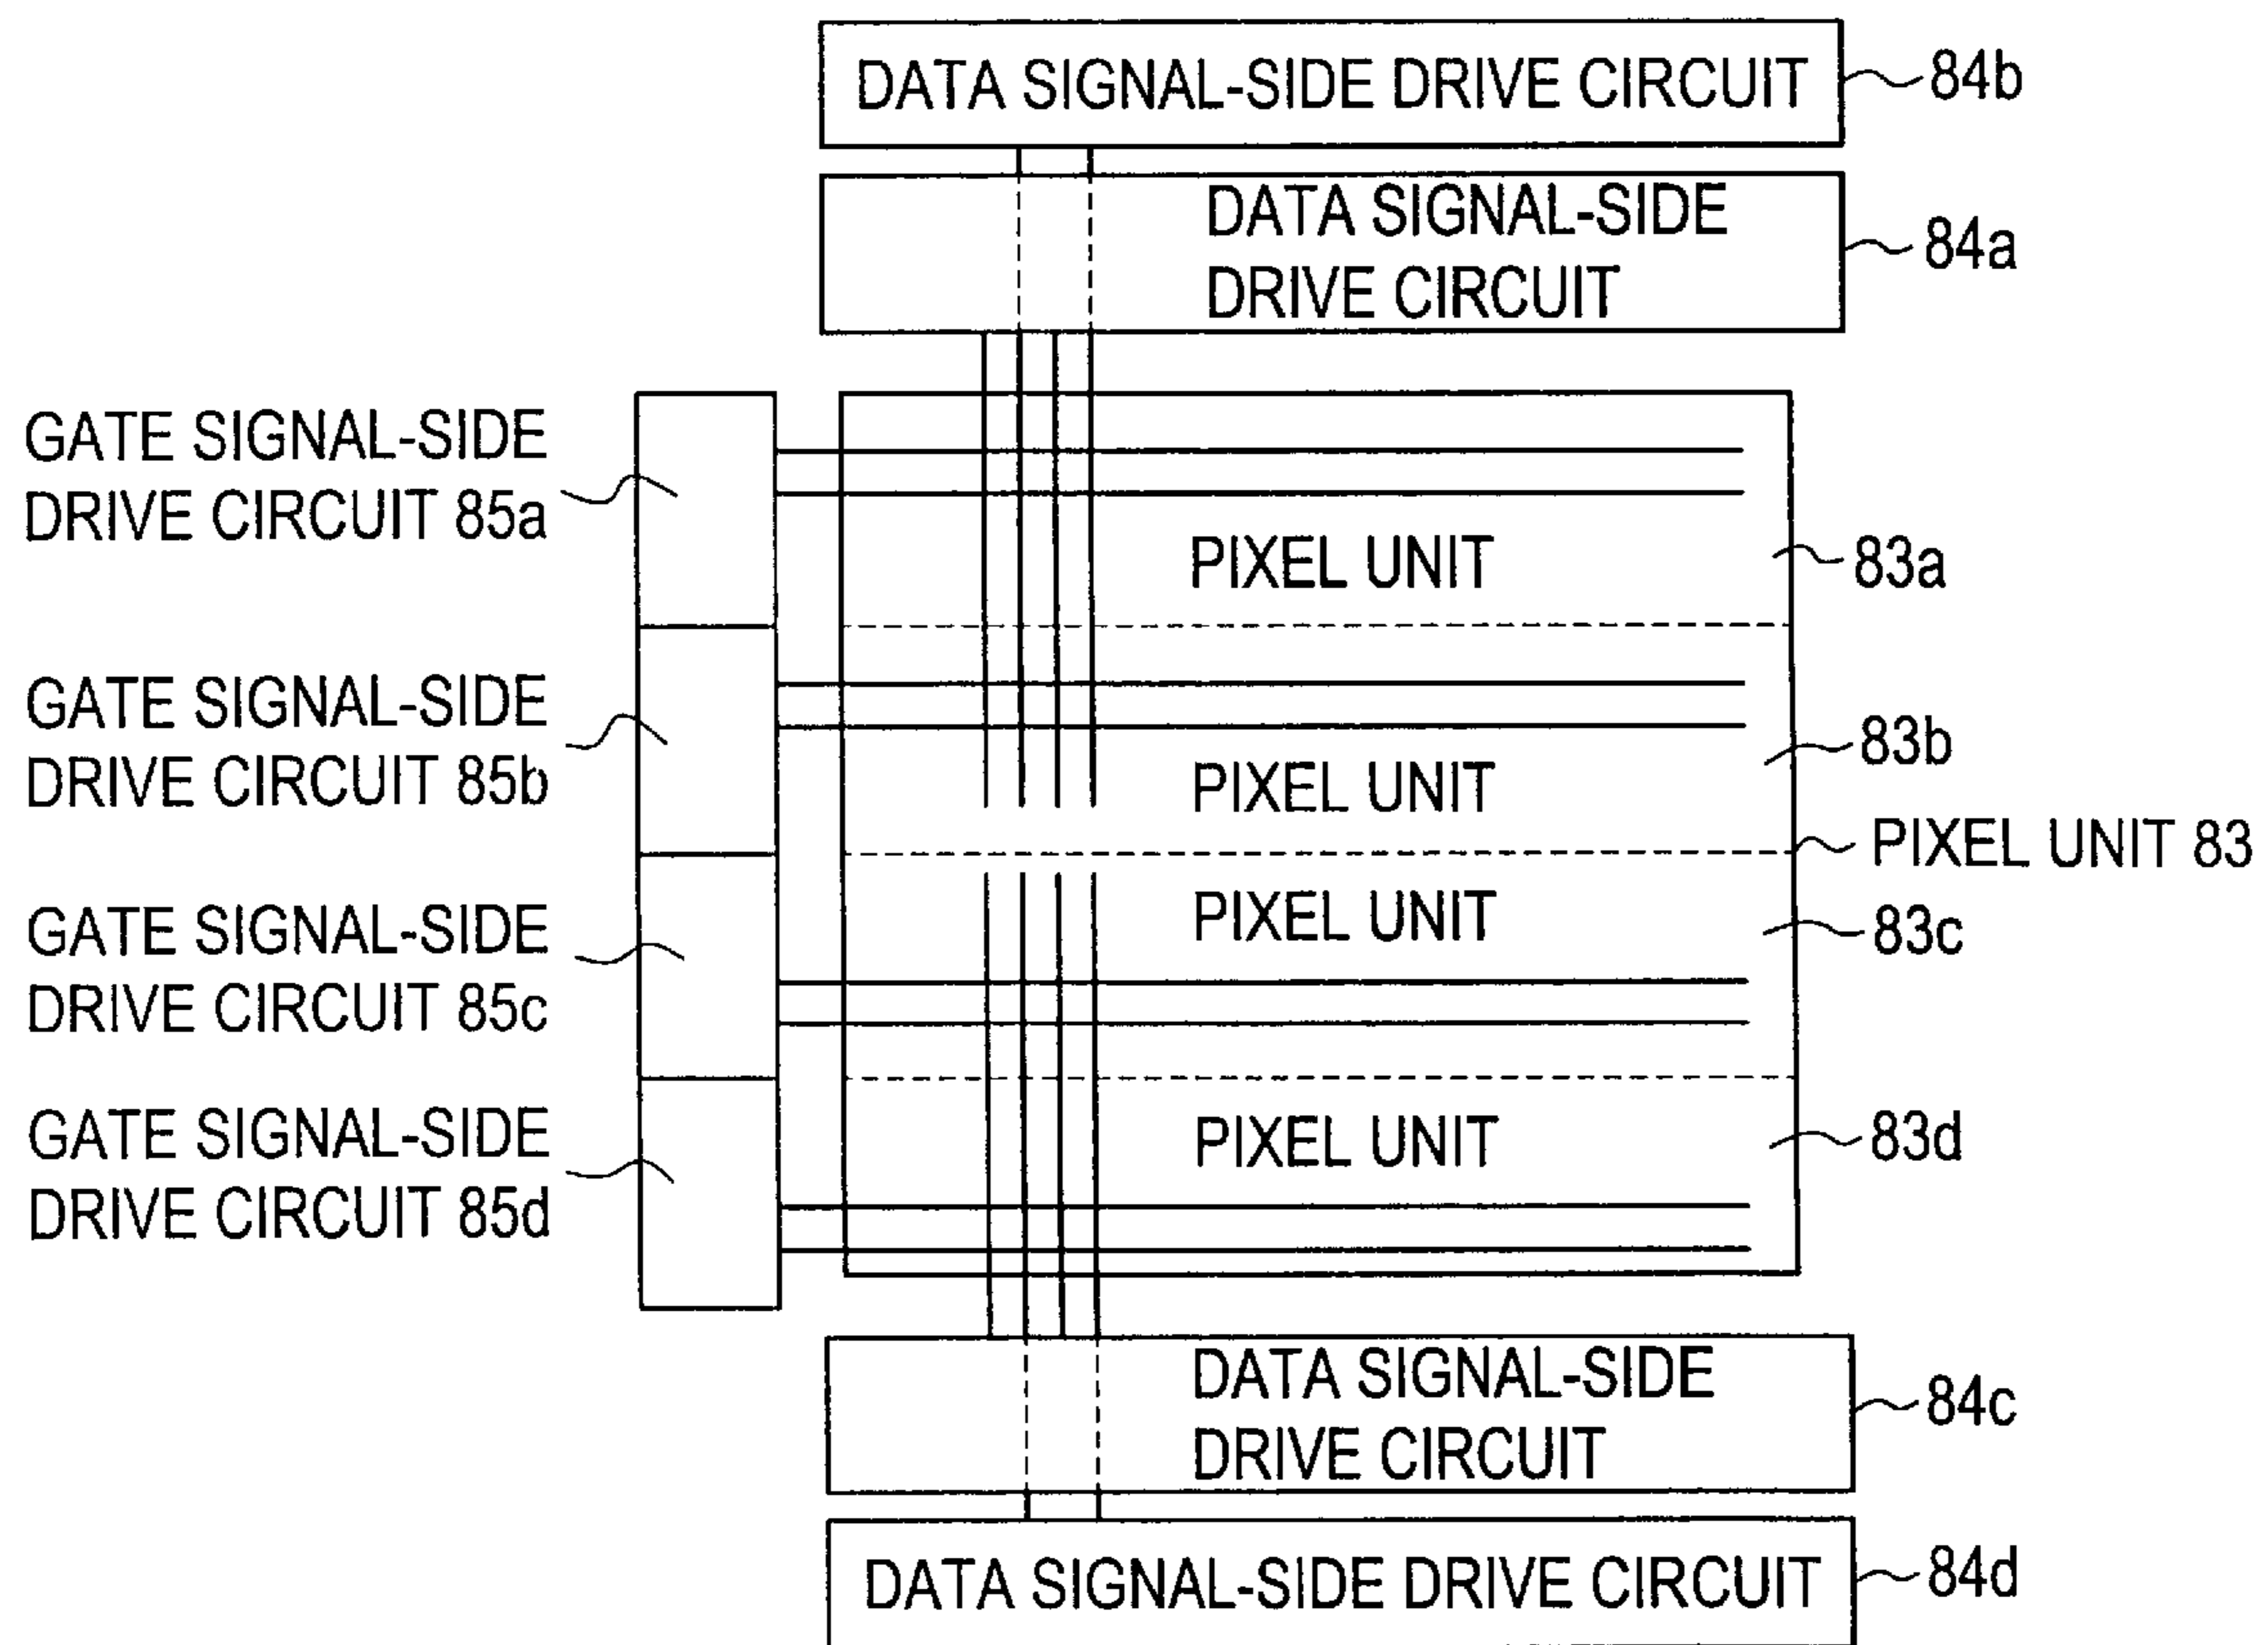 DATA SIGNAL-SIDE DRIVE CIRCUIT
84b
DATA SIGNAL-SIDE
DRIVE CIRCUIT
84a
GATE SIGNAL-SIDE
DRIVE CIRCUIT 85a
PIXEL UNIT
83a
GATE SIGNAL-SIDE
DRIVE CIRCUIT 85b
PIXEL UNIT
83b
PIXEL UNIT 83
GATE SIGNAL-SIDE
DRIVE CIRCUIT 85c
PIXEL UNIT
83c
GATE SIGNAL-SIDE
DRIVE CIRCUIT 85d
PIXEL UNIT
83d
DATA SIGNAL-SIDE
DRIVE CIRCUIT
84c
DATA SIGNAL-SIDE DRIVE CIRCUIT
84d